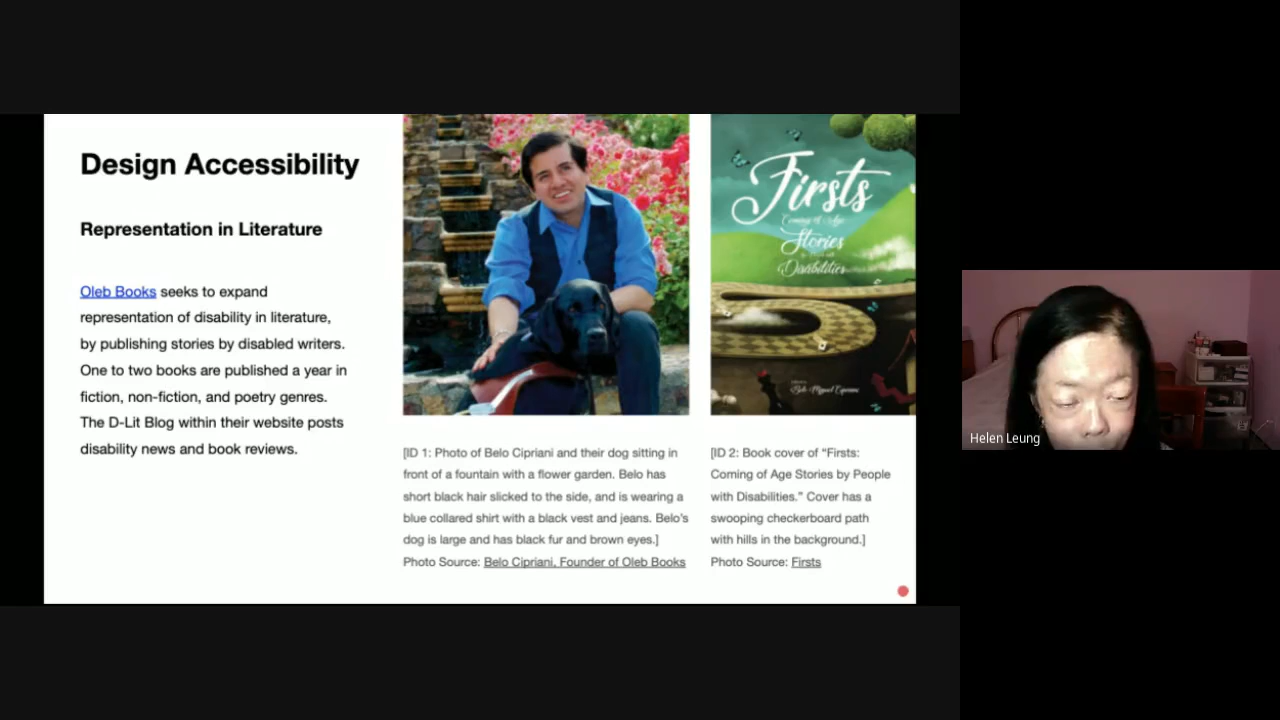 Design Accessibility
Representation in Literature
Oleb Books seeks to expand
representation of disability in literature,
by publishing stories by disabled writers.
One to two books are published a year in
fiction, non-fiction, and poetry genres.
The D-Lit Blog within their website posts
disability news and book reviews.
Firsts
Coming of Age
Stories
Disabilities
Belo Miguel Cipriani
[ID 1: Photo of Belo Cipriani and their dog sitting in
front of a fountain with a flower garden. Belo has
short black hair slicked to the side, and is wearing a
blue collared shirt with a black vest and jeans. Belo's
dog is large and has black fur and brown eyes.]
Photo Source: Belo Cipriani, Founder of Oleb Books
[ID 2: Book cover of “Firsts:
Coming of Age Stories by People
with Disabilities.” Cover has a
swooping checkerboard path
with hills in the background.]
Photo Source: Firsts
Helen Leung